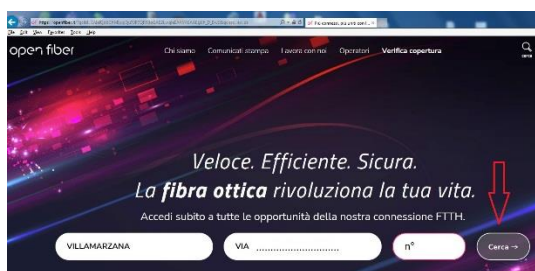 open fiber
Chi siamo Comunicati stampa Lavora con noi Operatori Verifica copertura
Veloce. Efficiente. Sicura.
La fibra ottica rivoluziona la tua vita.
Accedi subito a tutte le opportunità della nostra connessione FTTH.
VILLAMARZANA VIA ............................ n° Cerca →